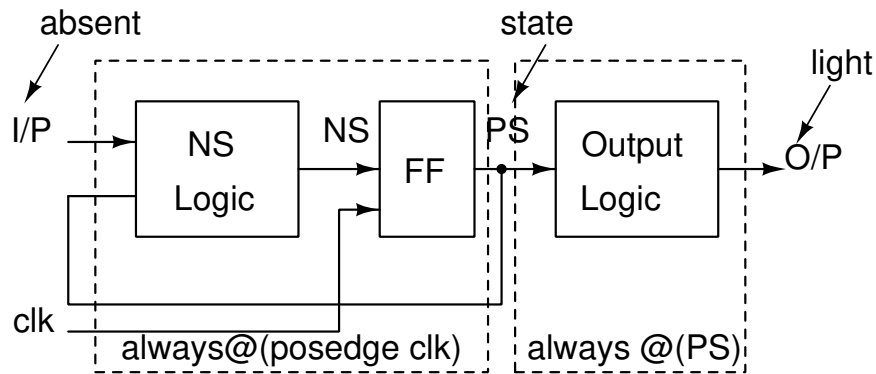 absent
state
light
I/P
NS
Logic
NS
FF
PS
Output
Logic
O/P
clk
always@(posedge clk)
always @(PS)